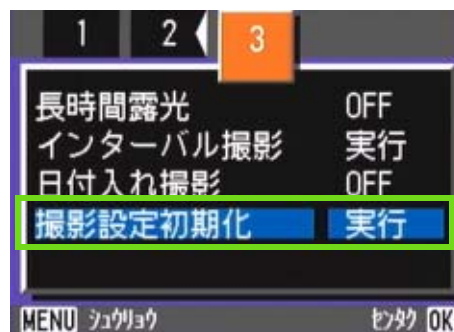 1 2 3
長時間露光 OFF
インターバル撮影 実行
日付入れ撮影 OFF
撮影設定初期化 実行
MENU シュウリョウ センタク OK